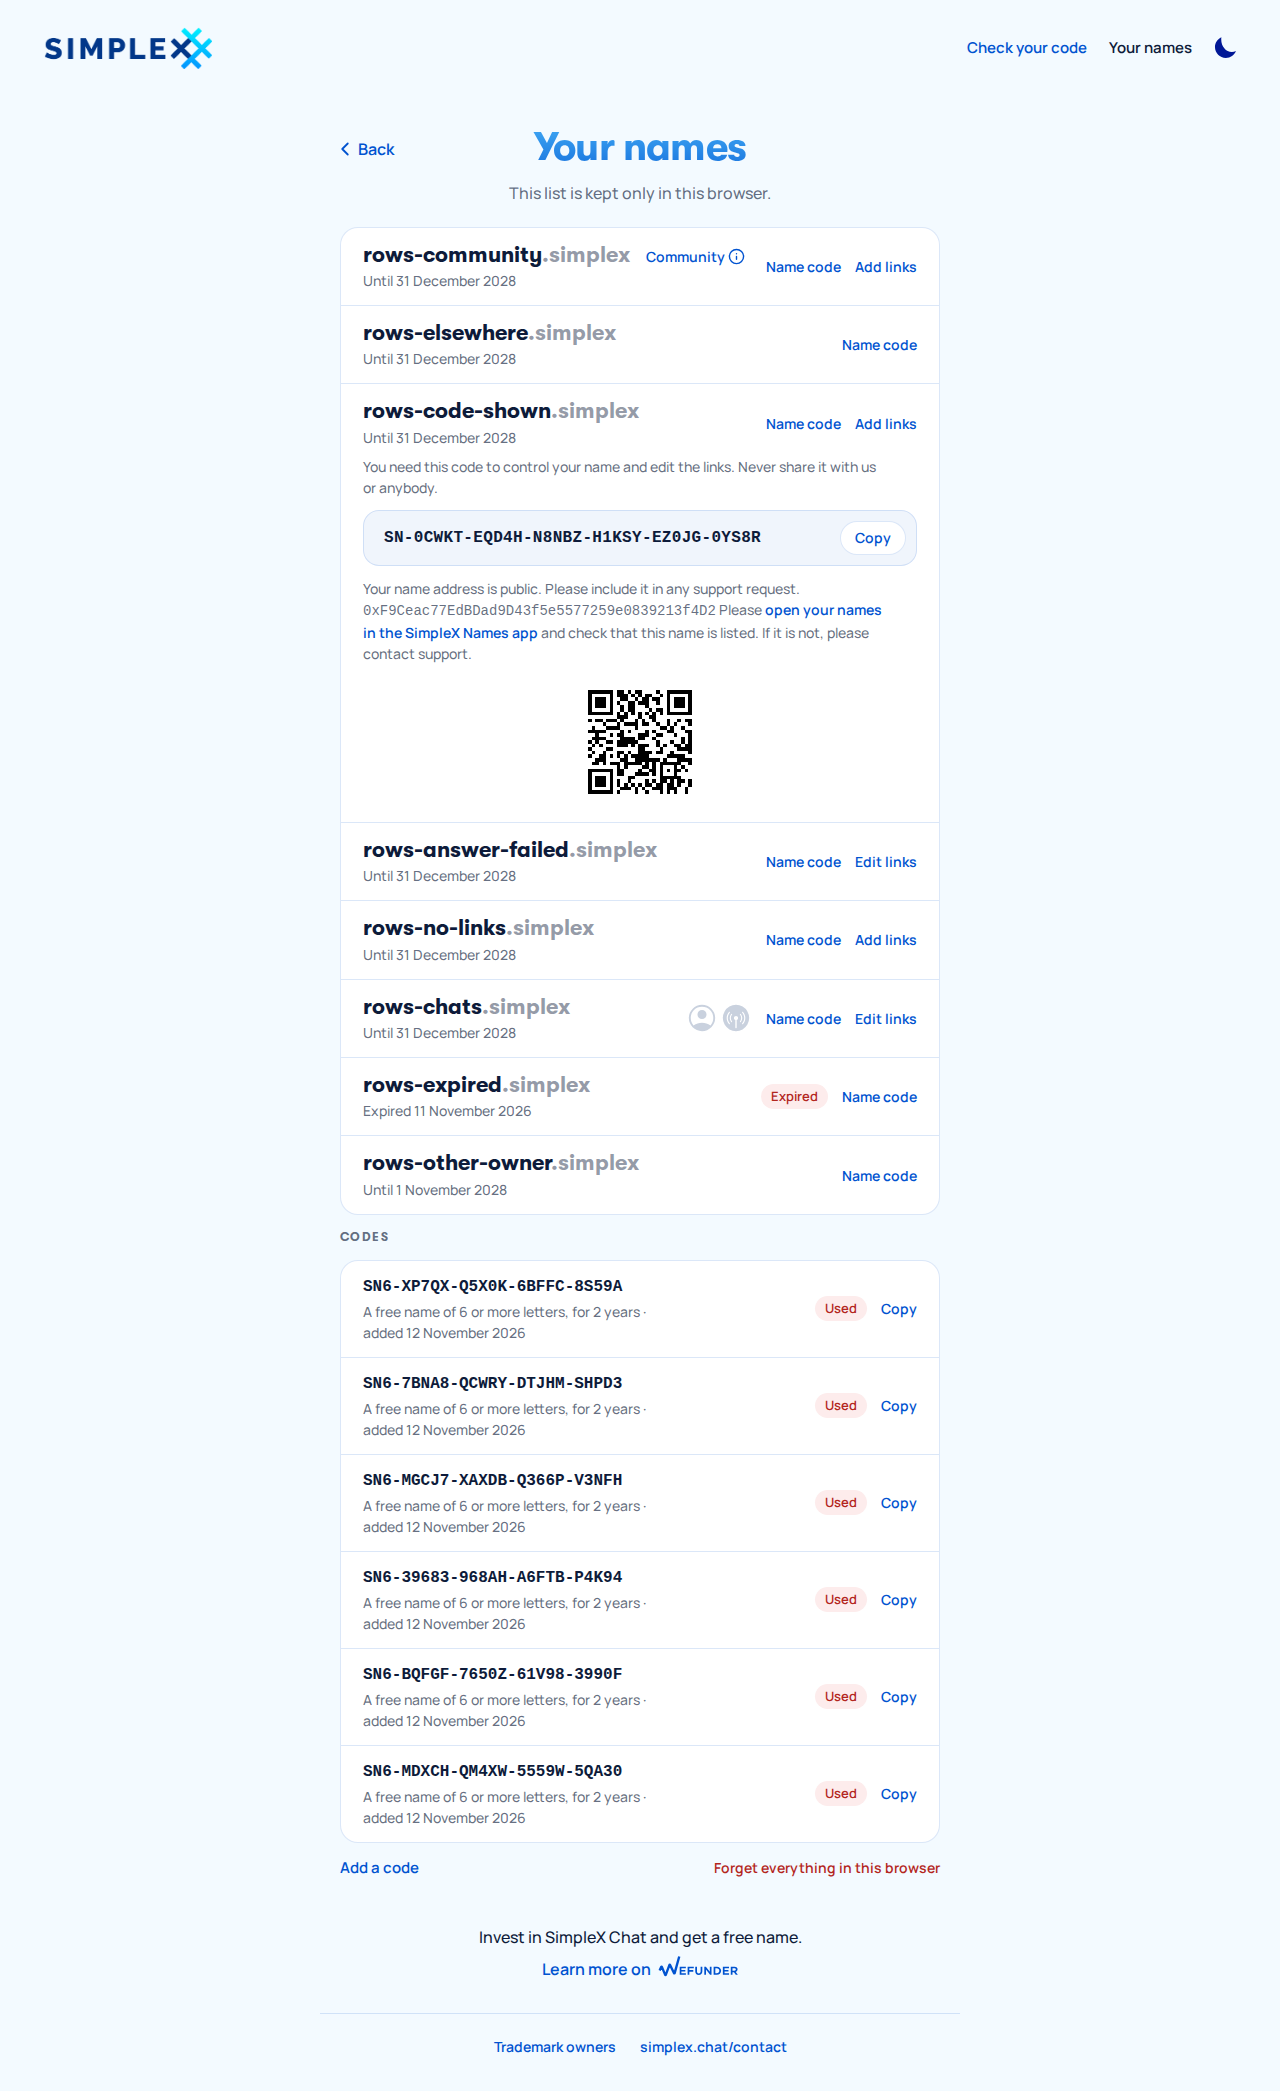 SIMPLEX
Check your code
Your names
Back
Your names
This list is kept only in this browser.
rows-community.simplex
Community
Until 31 December 2028
Name code
Add links
rows-elsewhere.simplex
Until 31 December 2028
Name code
rows-code-shown.simplex
Until 31 December 2028
Name code
Add links
You need this code to control your name and edit the links. Never share it with us
or anybody.
SN-0CWKT-EQD4H-N8NBZ-H1KSY-EZ0JG-0YS8R
Copy
Your name address is public. Please include it in any support request.
0xF9Ceac77EdBDad9D43f5e5577259e0839213f4D2 Please open your names
in the SimpleX Names app and check that this name is listed. If it is not, please
contact support.
rows-answer-failed.simplex
Until 31 December 2028
Name code
Edit links
rows-no-links.simplex
Until 31 December 2028
Name code
Add links
rows-chats.simplex
Until 31 December 2028
Name code
Edit links
rows-expired.simplex
Expired 11 November 2026
Expired
Name code
rows-other-owner.simplex
Until 1 November 2028
Name code
CODES
SN6-XP7QX-Q5X0K-6BFFC-8S59A
A free name of 6 or more letters, for 2 years ·
added 12 November 2026
Used
Copy
SN6-7BNA8-QCWRY-DTJHM-SHPD3
A free name of 6 or more letters, for 2 years ·
added 12 November 2026
Used
Copy
SN6-MGCJ7-XAXDB-Q366P-V3NFH
A free name of 6 or more letters, for 2 years ·
added 12 November 2026
Used
Copy
SN6-39683-968AH-A6FTB-P4K94
A free name of 6 or more letters, for 2 years ·
added 12 November 2026
Used
Copy
SN6-BQFGF-7650Z-61V98-3990F
A free name of 6 or more letters, for 2 years ·
added 12 November 2026
Used
Copy
SN6-MDXCH-QM4XW-5559W-5QA30
A free name of 6 or more letters, for 2 years ·
added 12 November 2026
Used
Copy
Add a code
Forget everything in this browser
Invest in SimpleX Chat and get a free name.
Learn more on WEFUNDER
Trademark owners
simplex.chat/contact